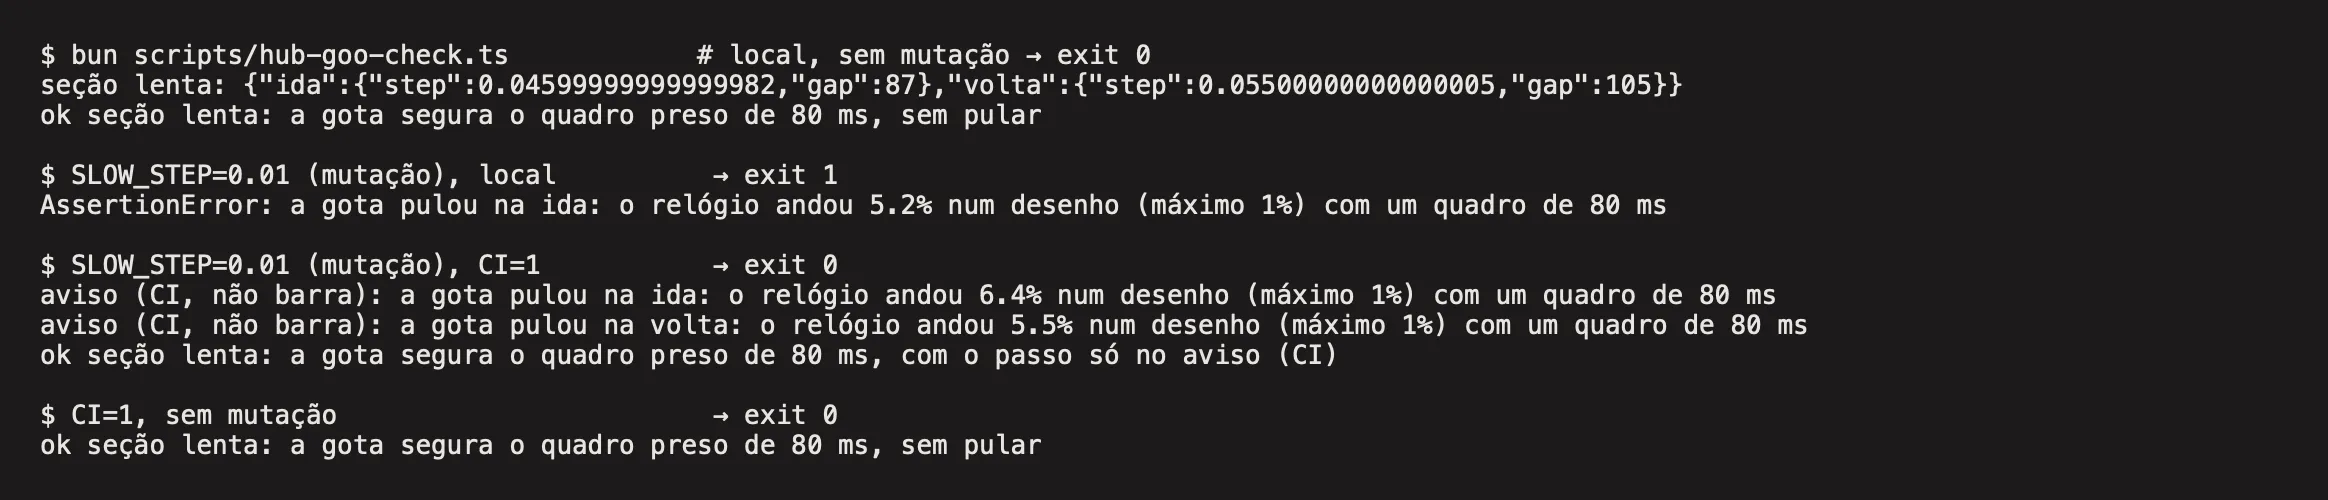 $ bun scripts/hub-goo-check.ts # local, sem mutação → exit 0
seção lenta: {"ida":{"step":0.04599999999999982,"gap":87},"volta":{"step":0.05500000000000005,"gap":105}}
ok seção lenta: a gota segura o quadro preso de 80 ms, sem pular
$ SLOW_STEP=0.01 (mutação), local → exit 1
AssertionError: a gota pulou na ida: o relógio andou 5.2% num desenho (máximo 1%) com um quadro de 80 ms
$ SLOW_STEP=0.01 (mutação), CI=1 → exit 0
aviso (CI, não barra): a gota pulou na ida: o relógio andou 6.4% num desenho (máximo 1%) com um quadro de 80 ms
aviso (CI, não barra): a gota pulou na volta: o relógio andou 5.5% num desenho (máximo 1%) com um quadro de 80 ms
ok seção lenta: a gota segura o quadro preso de 80 ms, com o passo só no aviso (CI)
$ CI=1, sem mutação → exit 0
ok seção lenta: a gota segura o quadro preso de 80 ms, sem pular